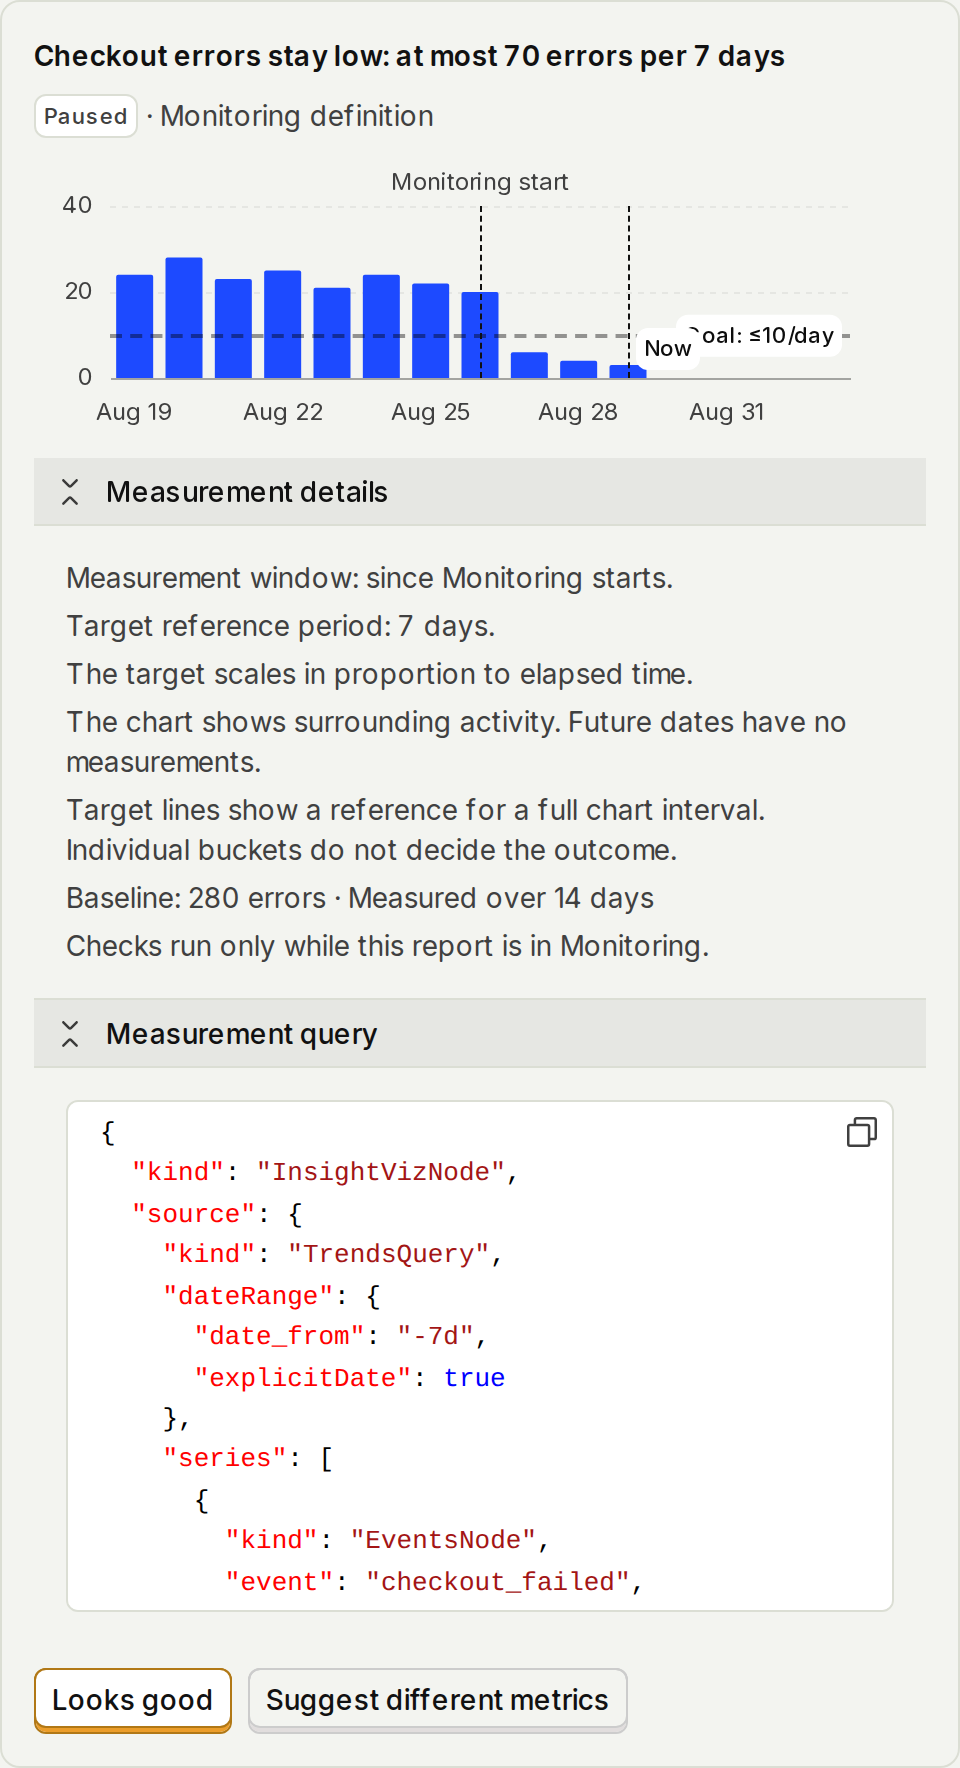 Checkout errors stay low: at most 70 errors per 7 days
Paused · Monitoring definition
Monitoring start
40
20
0
Goal: ≤10/day
Now
Aug 19 Aug 22 Aug 25 Aug 28 Aug 31
Measurement details
Measurement window: since Monitoring starts.
Target reference period: 7 days.
The target scales in proportion to elapsed time.
The chart shows surrounding activity. Future dates have no
measurements.
Target lines show a reference for a full chart interval.
Individual buckets do not decide the outcome.
Baseline: 280 errors · Measured over 14 days
Checks run only while this report is in Monitoring.
Measurement query
{
"kind": "InsightVizNode",
"source": {
"kind": "TrendsQuery",
"dateRange": {
"date_from": "-7d",
"explicitDate": true
},
"series": [
{
"kind": "EventsNode",
"event": "checkout_failed",
Looks good
Suggest different metrics